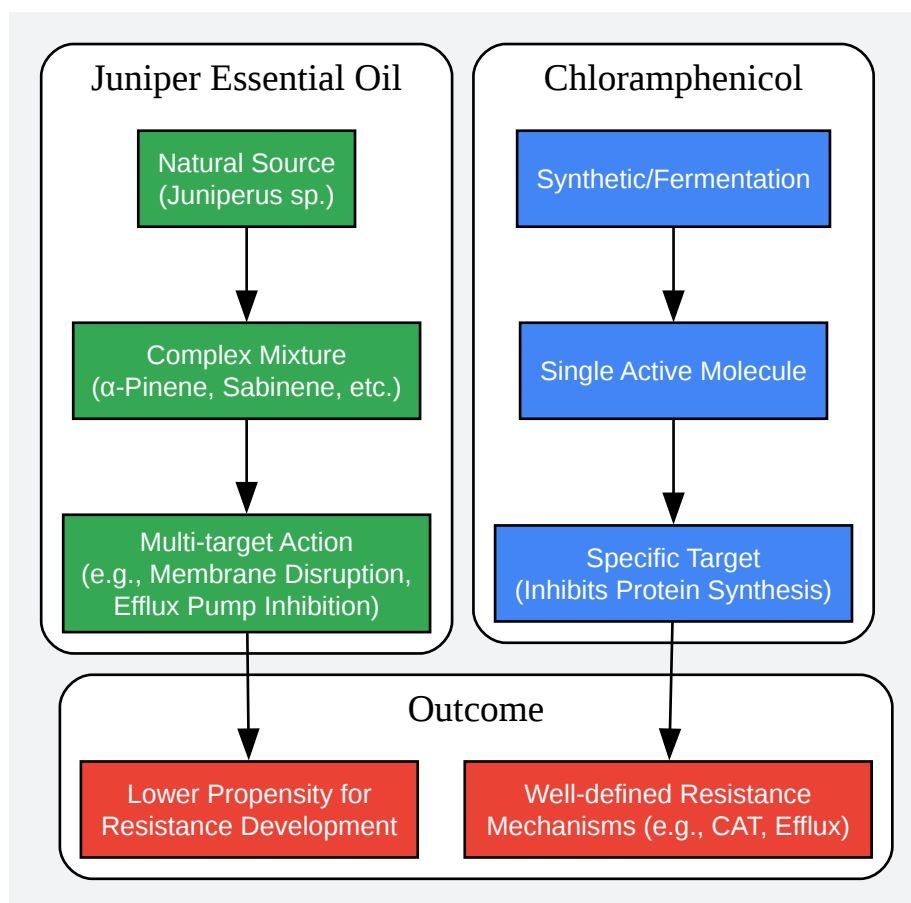 Juniper Essential Oil
Natural Source
(Juniperus sp.)
Complex Mixture
(α-Pinene, Sabinene, etc.)
Multi-target Action
(e.g., Membrane Disruption,
Efflux Pump Inhibition)
Chloramphenicol
Synthetic/Fermentation
Single Active Molecule
Specific Target
(Inhibits Protein Synthesis)
Outcome
Lower Propensity for
Resistance Development
Well-defined Resistance
Mechanisms (e.g., CAT, Efflux)